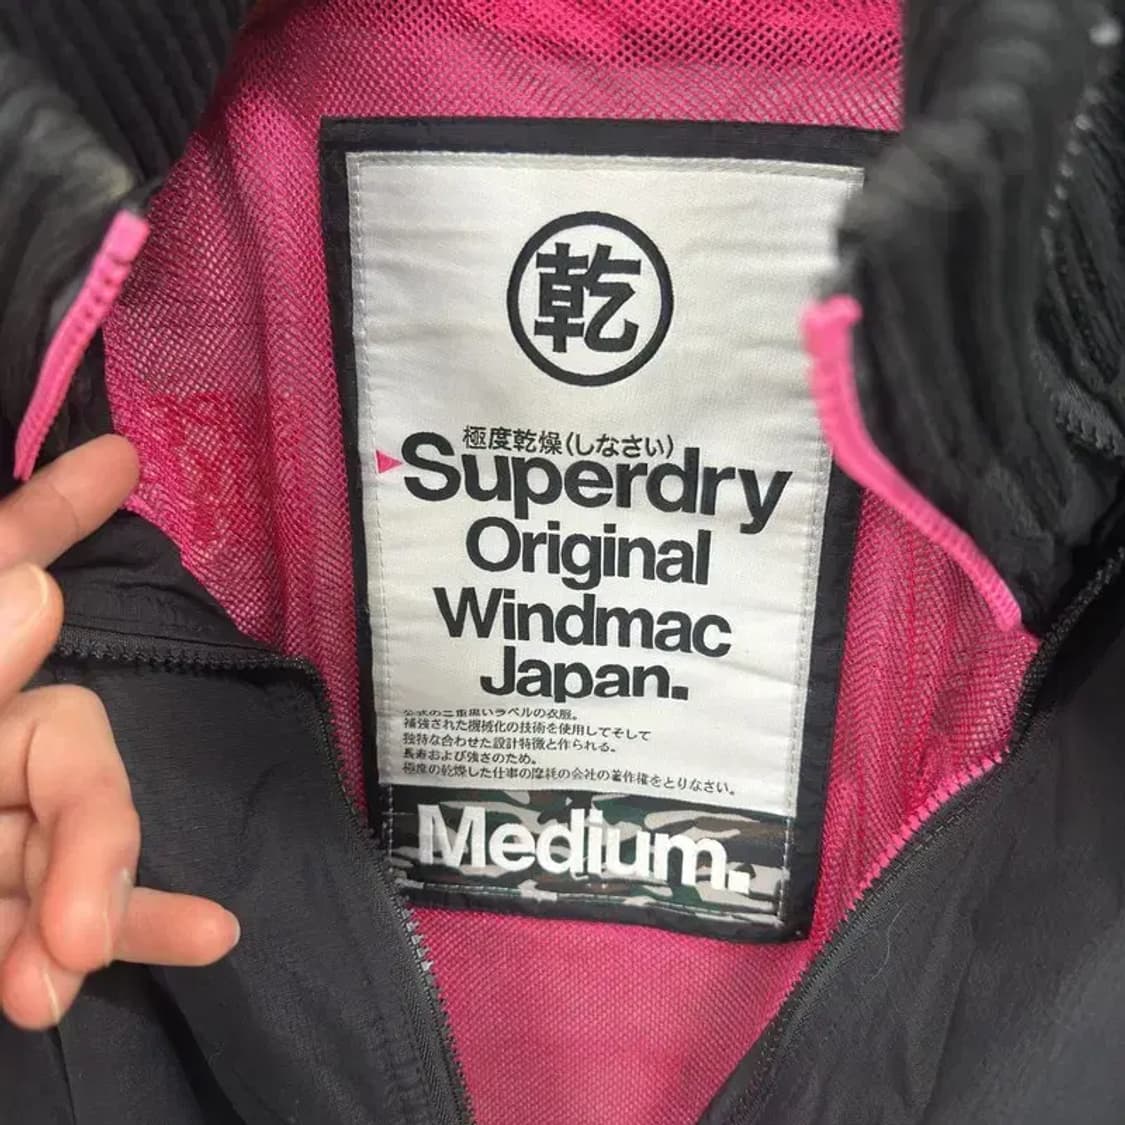 乾
極度乾燥(しなさい)
Superdry
Original
Windmac
Japan.
公式の二重黒いラベルの衣服。
補強された機械化の技術を使用してそして
独特な合わせた設計特徴と作られる。
長寿および強さのため。
極度の乾燥した仕事の摩耗の会社の著作権をとりなさい。
Medium.